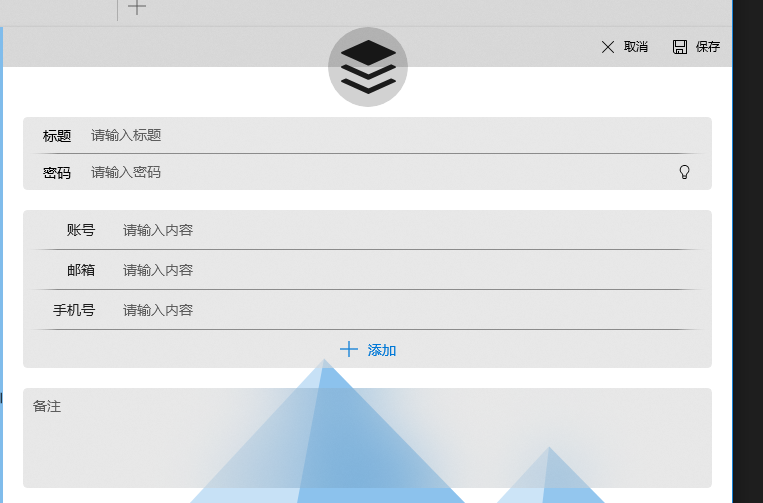 取消 保存
标题 请输入标题
密码 请输入密码
账号 请输入内容
邮箱 请输入内容
手机号 请输入内容
添加
备注